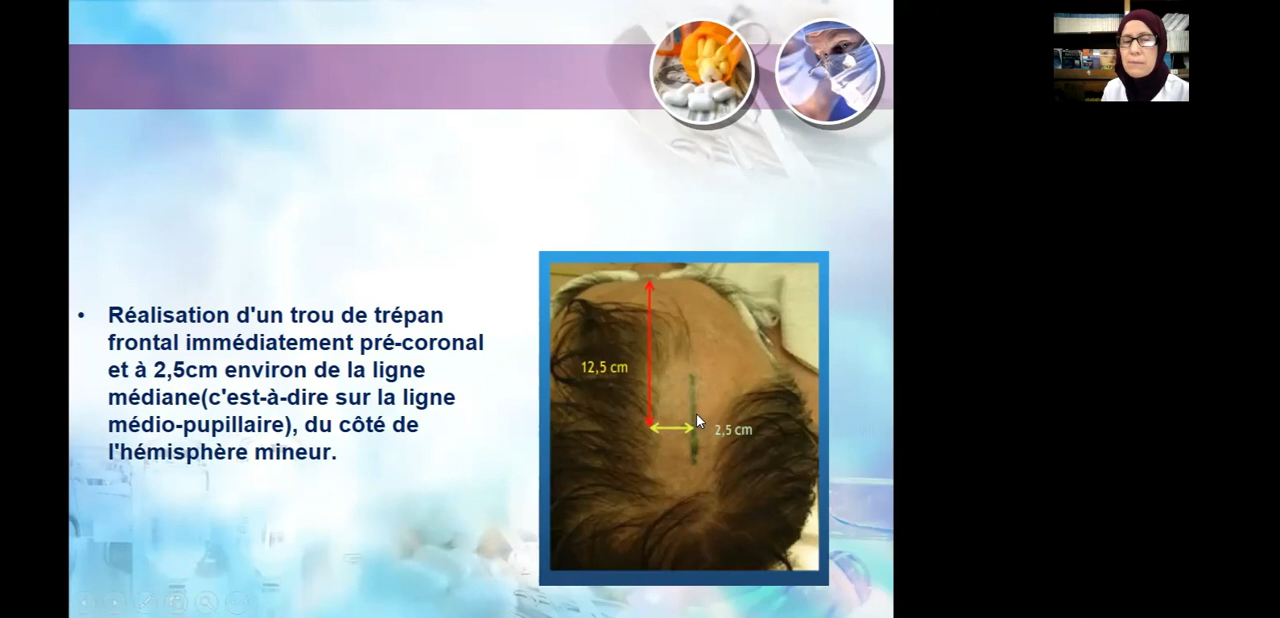 • Réalisation d'un trou de trépan
frontal immédiatement pré-coronal
et à 2,5cm environ de la ligne
médiane(c'est-à-dire sur la ligne
médio-pupillaire), du côté de
l'hémisphère mineur.
12,5 cm
2,5 cm